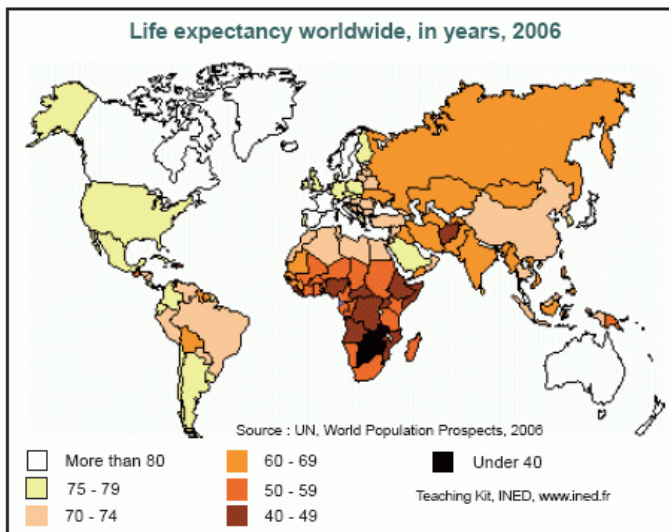 Life expectancy worldwide, in years, 2006
Source : UN, World Population Prospects, 2006
More than 80
75 - 79
70 - 74
60 - 69
50 - 59
40 - 49
Under 40
Teaching Kit, INED, www.ined.fr